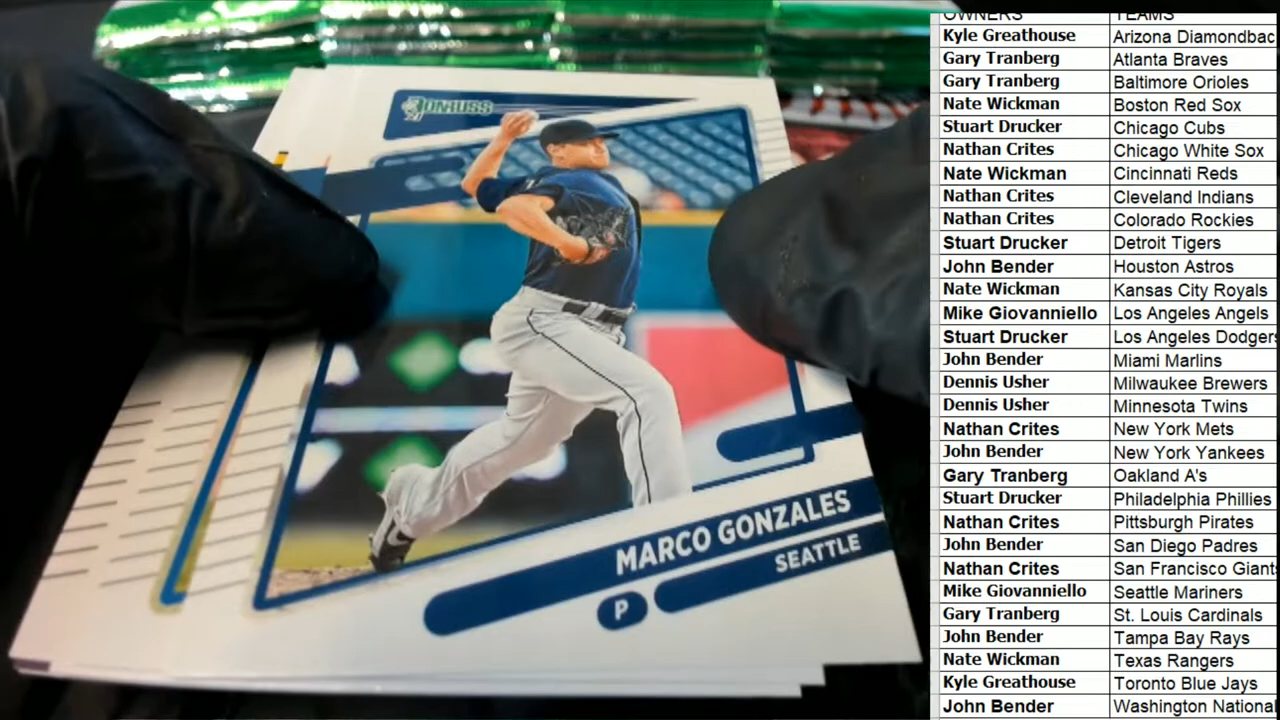 DONRUSS
MARCO GONZALES
P SEATTLE
OWNERS TEAMS
Kyle Greathouse Arizona Diamondbac
Gary Tranberg Atlanta Braves
Gary Tranberg Baltimore Orioles
Nate Wickman Boston Red Sox
Stuart Drucker Chicago Cubs
Nathan Crites Chicago White Sox
Nate Wickman Cincinnati Reds
Nathan Crites Cleveland Indians
Nathan Crites Colorado Rockies
Stuart Drucker Detroit Tigers
John Bender Houston Astros
Nate Wickman Kansas City Royals
Mike Giovanniello Los Angeles Angels
Stuart Drucker Los Angeles Dodgers
John Bender Miami Marlins
Dennis Usher Milwaukee Brewers
Dennis Usher Minnesota Twins
Nathan Crites New York Mets
John Bender New York Yankees
Gary Tranberg Oakland A's
Stuart Drucker Philadelphia Phillies
Nathan Crites Pittsburgh Pirates
John Bender San Diego Padres
Nathan Crites San Francisco Giants
Mike Giovanniello Seattle Mariners
Gary Tranberg St. Louis Cardinals
John Bender Tampa Bay Rays
Nate Wickman Texas Rangers
Kyle Greathouse Toronto Blue Jays
John Bender Washington National